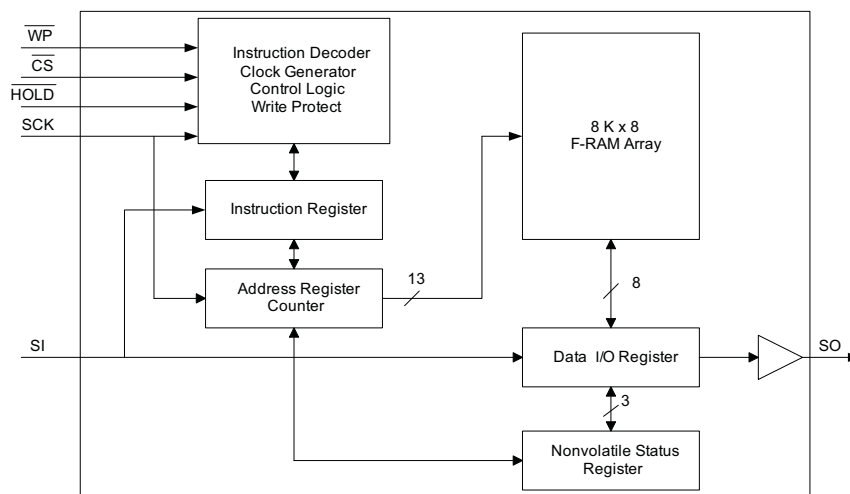 WP
CS
HOLD
SCK
Instruction Decoder
Clock Generator
Control Logic
Write Protect
8 K x 8
F-RAM Array
Instruction Register
Address Register
Counter
13
8
SI
Data I/O Register
SO
3
Nonvolatile Status
Register